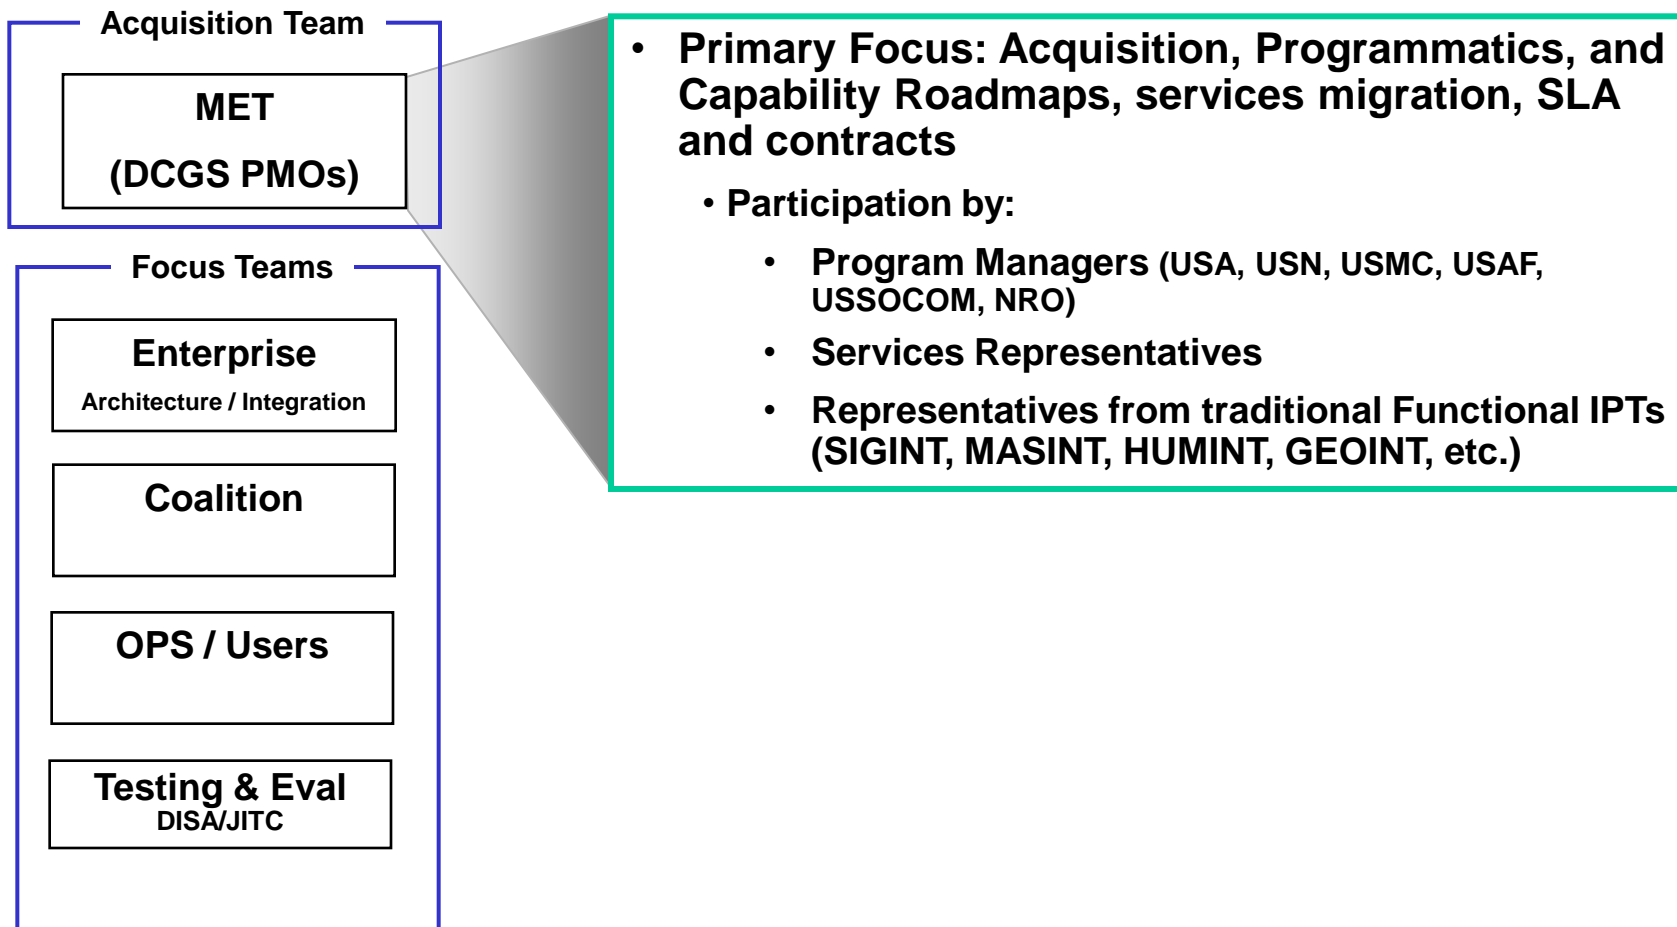 Acquisition Team
MET
(DCGS PMOs)
Focus Teams
Enterprise
Architecture / Integration
Coalition
OPS / Users
Testing & Eval
DISA/JITC
• Primary Focus: Acquisition, Programmatics, and
Capability Roadmaps, services migration, SLA
and contracts
• Participation by:
• Program Managers (USA, USN, USMC, USAF,
USSOCOM, NRO)
• Services Representatives
• Representatives from traditional Functional IPTs
(SIGINT, MASINT, HUMINT, GEOINT, etc.)